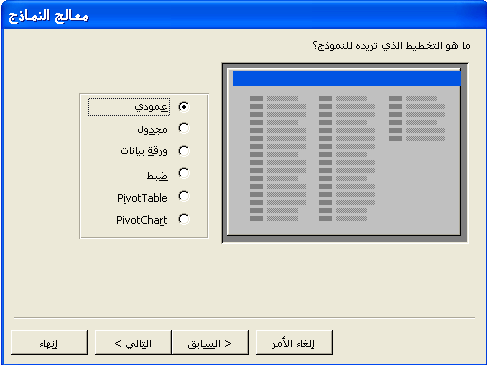 معالج النماذج
ما هو التخطيط الذي تريده للنموذج؟
عمودي
مجدول
ورقة بيانات
ضبط
PivotTable
PivotChart
إلغاء الأمر
< السابق
التالي >
إنهاء